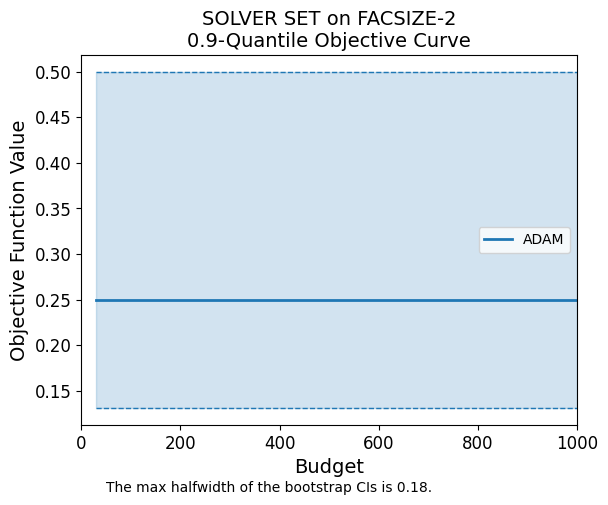 SOLVER SET on FACSIZE-2
0.9-Quantile Objective Curve
Objective Function Value
0.50
0.45
0.40
0.35
0.30
0.25
0.20
0.15
ADAM
0 200 400 600 800 1000
Budget
The max halfwidth of the bootstrap CIs is 0.18.